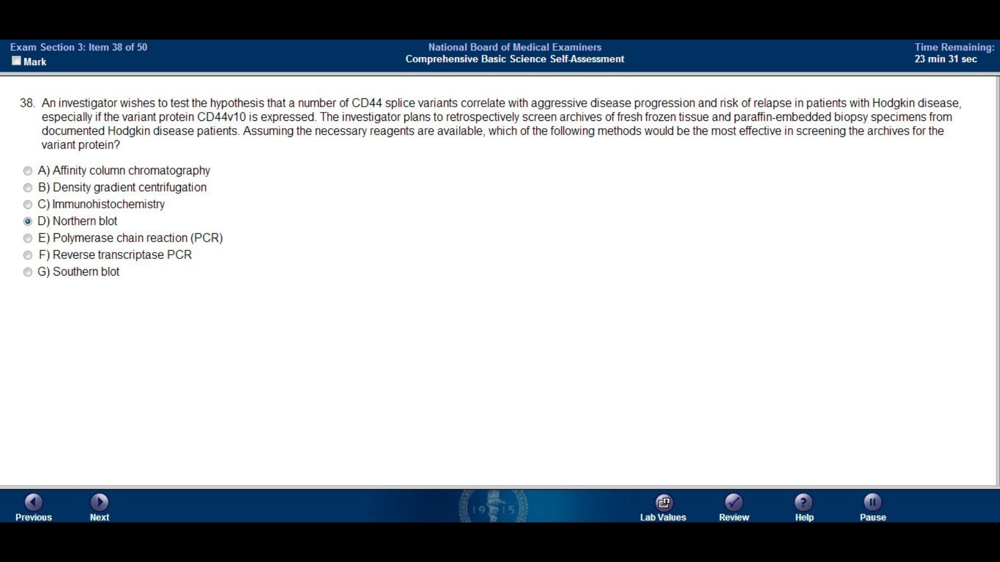 Exam Section 3: Item 38 of 50
National Board of Medical Examiners
Time Remaining:
Mark
Comprehensive Basic Science Self-Assessment
23 min 31 sec
38. An investigator wishes to test the hypothesis that a number of CD44 splice variants correlate with aggressive disease progression and risk of relapse in patients with Hodgkin disease,
especially if the variant protein CD44v10 is expressed. The investigator plans to retrospectively screen archives of fresh frozen tissue and paraffin-embedded biopsy specimens from
documented Hodgkin disease patients. Assuming the necessary reagents are available, which of the following methods would be the most effective in screening the archives for the
variant protein?
A) Affinity column chromatography
B) Density gradient centrifugation
C) Immunohistochemistry
D) Northern blot
E) Polymerase chain reaction (PCR)
F) Reverse transcriptase PCR
G) Southern blot
19 15
Previous
Next
Lab Values
Review
Help
Pause